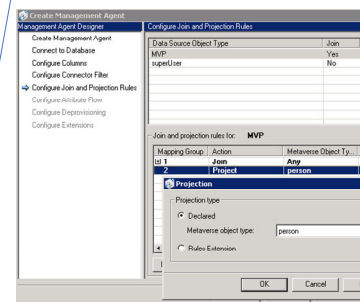 Create Management Agent
Management Agent Designer
Configure Join and Projection Rules
Create Management Agent
Connect to Database
Configure Columns
Configure Connector Filter
Configure Join and Projection Rules
Configure Attribute Flow
Configure Deprovisioning
Configure Extensions
Data Source Object Type Join
MVP Yes
superUser No
Join and projection rules for: MVP
Mapping Group Action Metaverse Object Ty...
1 Join Any
2 Project person
Projection
Projection type
Declared
Metaverse object type: person
Rules Extension
OK Cancel